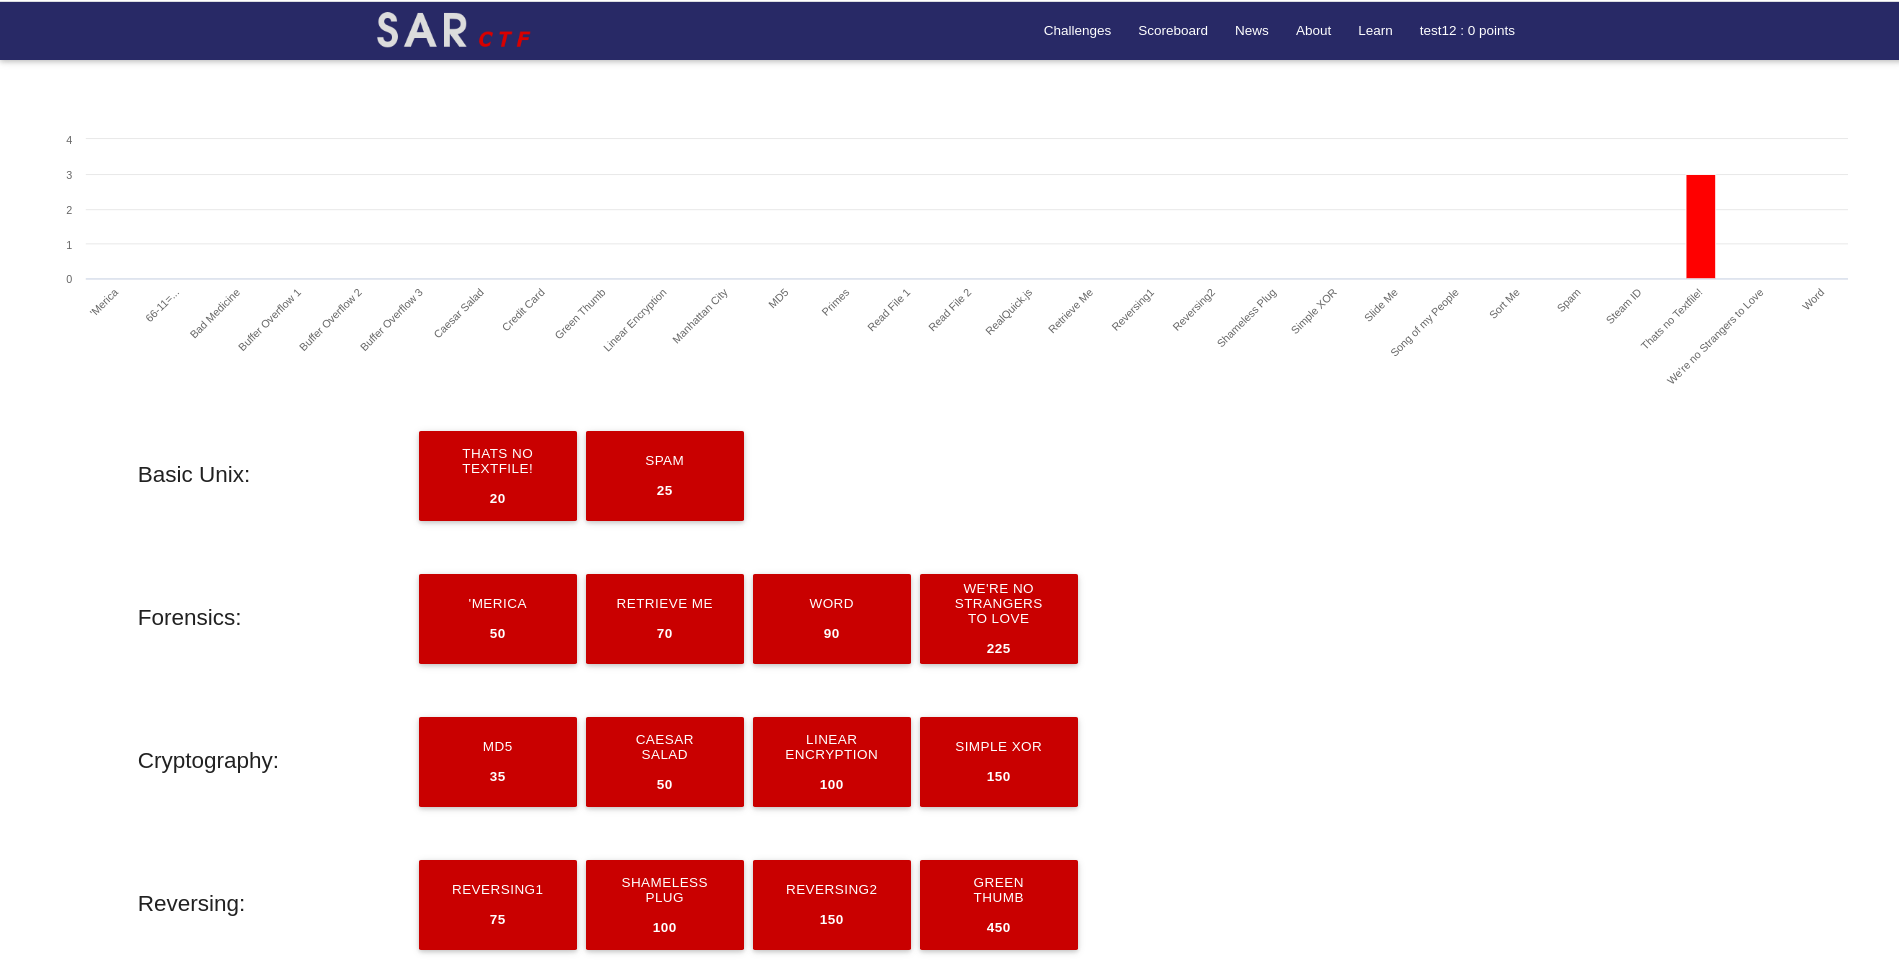 SAR CTF
Challenges Scoreboard News About Learn test12 : 0 points
4
3
2
1
0
'Merica
66-11=...
Bad Medicine
Buffer Overflow 1
Buffer Overflow 2
Buffer Overflow 3
Caesar Salad
Credit Card
Green Thumb
Linear Encryption
Manhattan City
MD5
Primes
Read File 1
Read File 2
RealQuick.js
Retrieve Me
Reversing1
Reversing2
Shameless Plug
Simple XOR
Slide Me
Song of my People
Sort Me
Spam
Steam ID
Thats no Textfile!
We're no Strangers to Love
Word
Basic Unix:
THATS NO
TEXTFILE!
20
SPAM
25
Forensics:
'MERICA
50
RETRIEVE ME
70
WORD
90
WE'RE NO
STRANGERS
TO LOVE
225
Cryptography:
MD5
35
CAESAR
SALAD
50
LINEAR
ENCRYPTION
100
SIMPLE XOR
150
Reversing:
REVERSING1
75
SHAMELESS
PLUG
100
REVERSING2
150
GREEN
THUMB
450